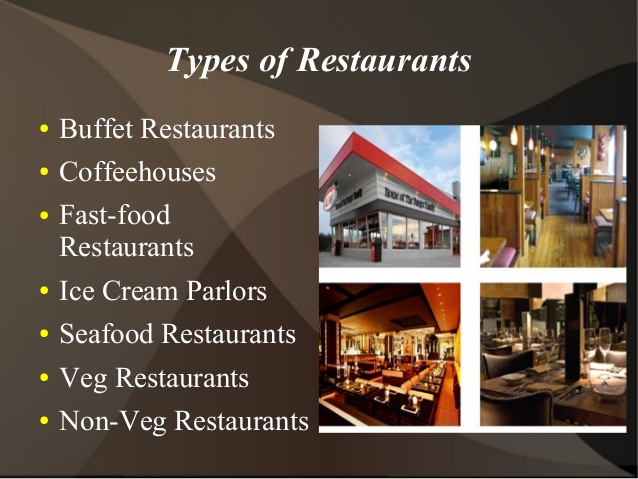 Types of Restaurants
Buffet Restaurants
Coffeehouses
Fast-food
Restaurants
Ice Cream Parlors
Seafood Restaurants
Veg Restaurants
Non-Veg Restaurants